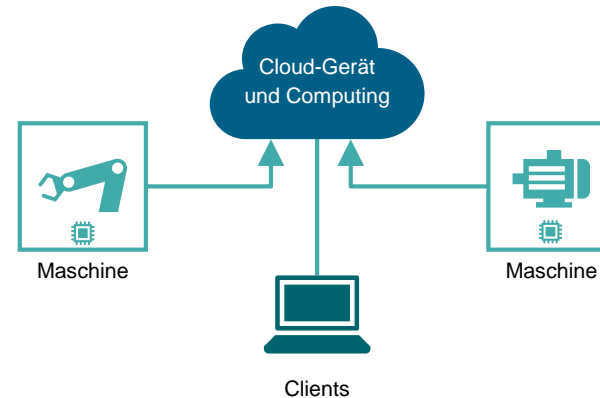 Cloud-Gerät
und Computing
Maschine
Maschine
Clients